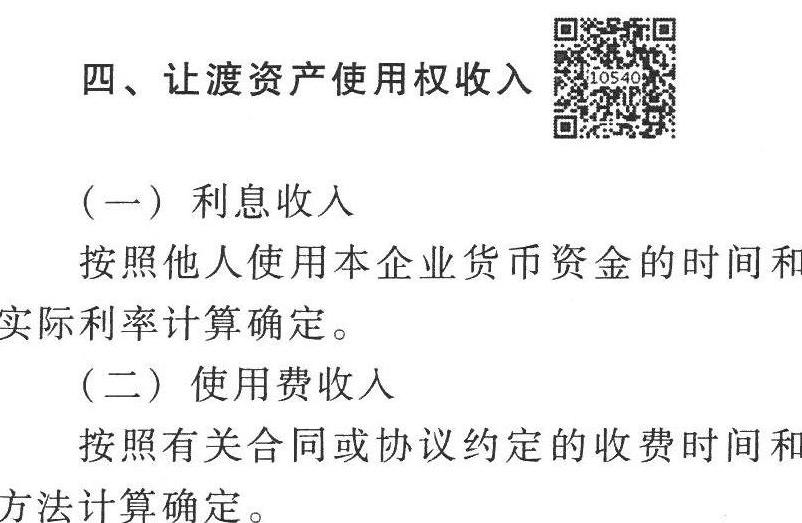 四、让渡资产使用权收入
10540
（一）利息收入
按照他人使用本企业货币资金的时间和
实际利率计算确定。
（二）使用费收入
按照有关合同或协议约定的收费时间和
方法计算确定。